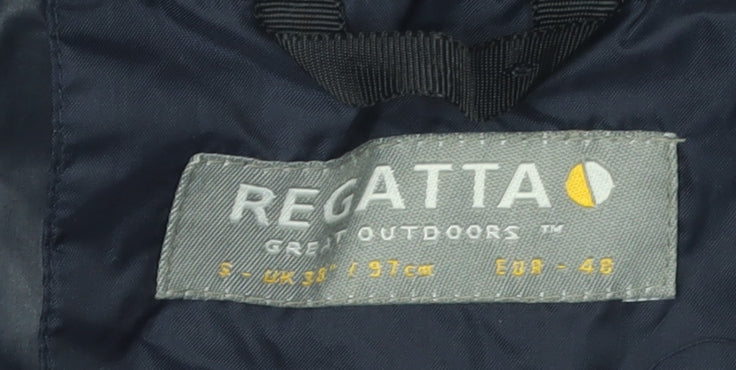 REGATTA
GREAT OUTDOORS ™
S - UK 38" / 97cm EUR - 48